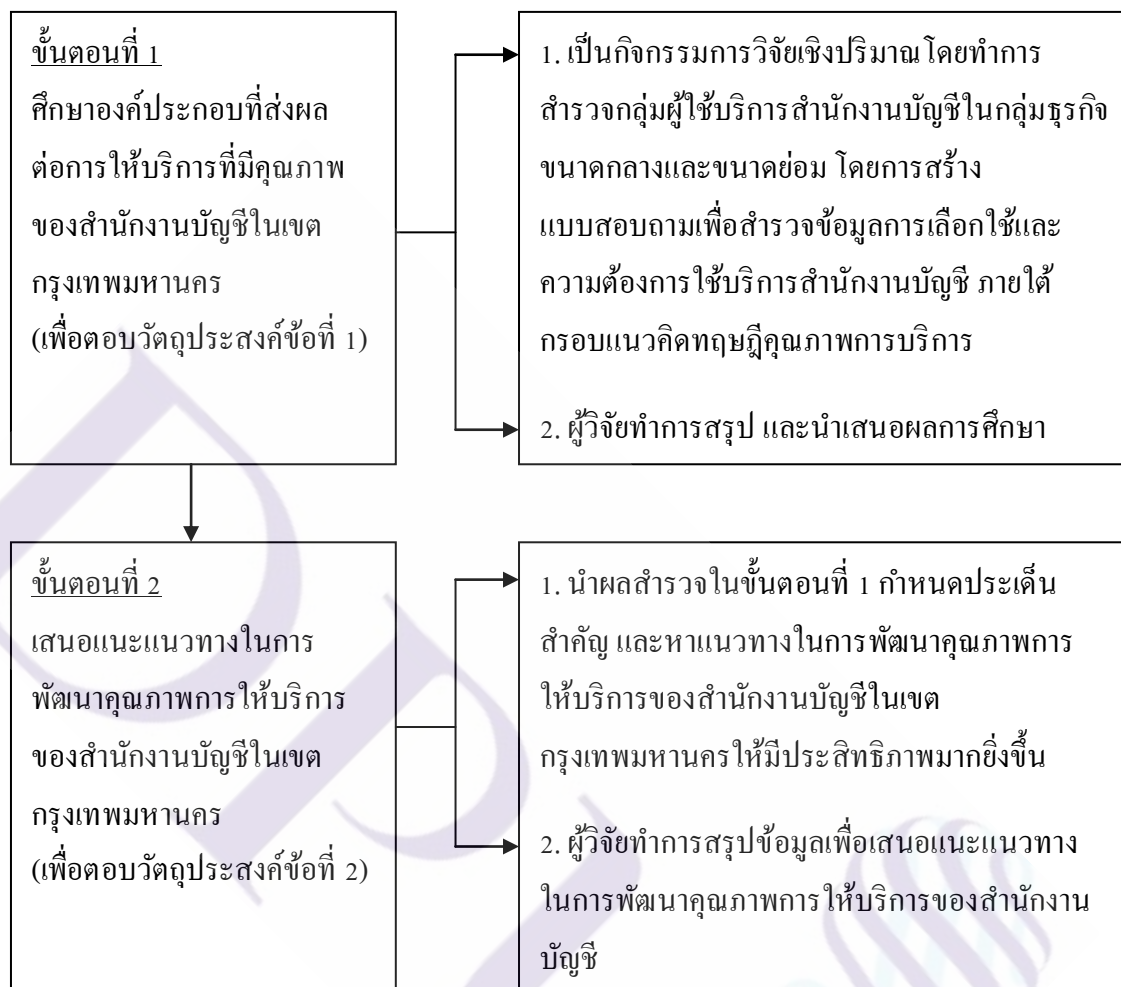 ขั้นตอนที่ 1
ศึกษาองค์ประกอบที่ส่งผล
ต่อการให้บริการที่มีคุณภาพ
ของสำนักงานบัญชีในเขต
กรุงเทพมหานคร
(เพื่อตอบวัตถุประสงค์ข้อที่ 1)
1. เป็นกิจกรรมการวิจัยเชิงปริมาณโดยทำการ
สำรวจกลุ่มผู้ใช้บริการสำนักงานบัญชีในกลุ่มธุรกิจ
ขนาดกลางและขนาดย่อม โดยการสร้าง
แบบสอบถามเพื่อสำรวจข้อมูลการเลือกใช้และ
ความต้องการใช้บริการสำนักงานบัญชี ภายใต้
กรอบแนวคิดทฤษฎีคุณภาพการบริการ
2. ผู้วิจัยทำการสรุป และนำเสนอผลการศึกษา
ขั้นตอนที่ 2
เสนอแนะแนวทางในการ
พัฒนาคุณภาพการให้บริการ
ของสำนักงานบัญชีในเขต
กรุงเทพมหานคร
(เพื่อตอบวัตถุประสงค์ข้อที่ 2)
1. นำผลสำรวจในขั้นตอนที่ 1 กำหนดประเด็น
สำคัญ และหาแนวทางในการพัฒนาคุณภาพการ
ให้บริการของสำนักงานบัญชีในเขต
กรุงเทพมหานครให้มีประสิทธิภาพมากยิ่งขึ้น
2. ผู้วิจัยทำการสรุปข้อมูลเพื่อเสนอแนะแนวทาง
ในการพัฒนาคุณภาพการให้บริการของสำนักงาน
บัญชี